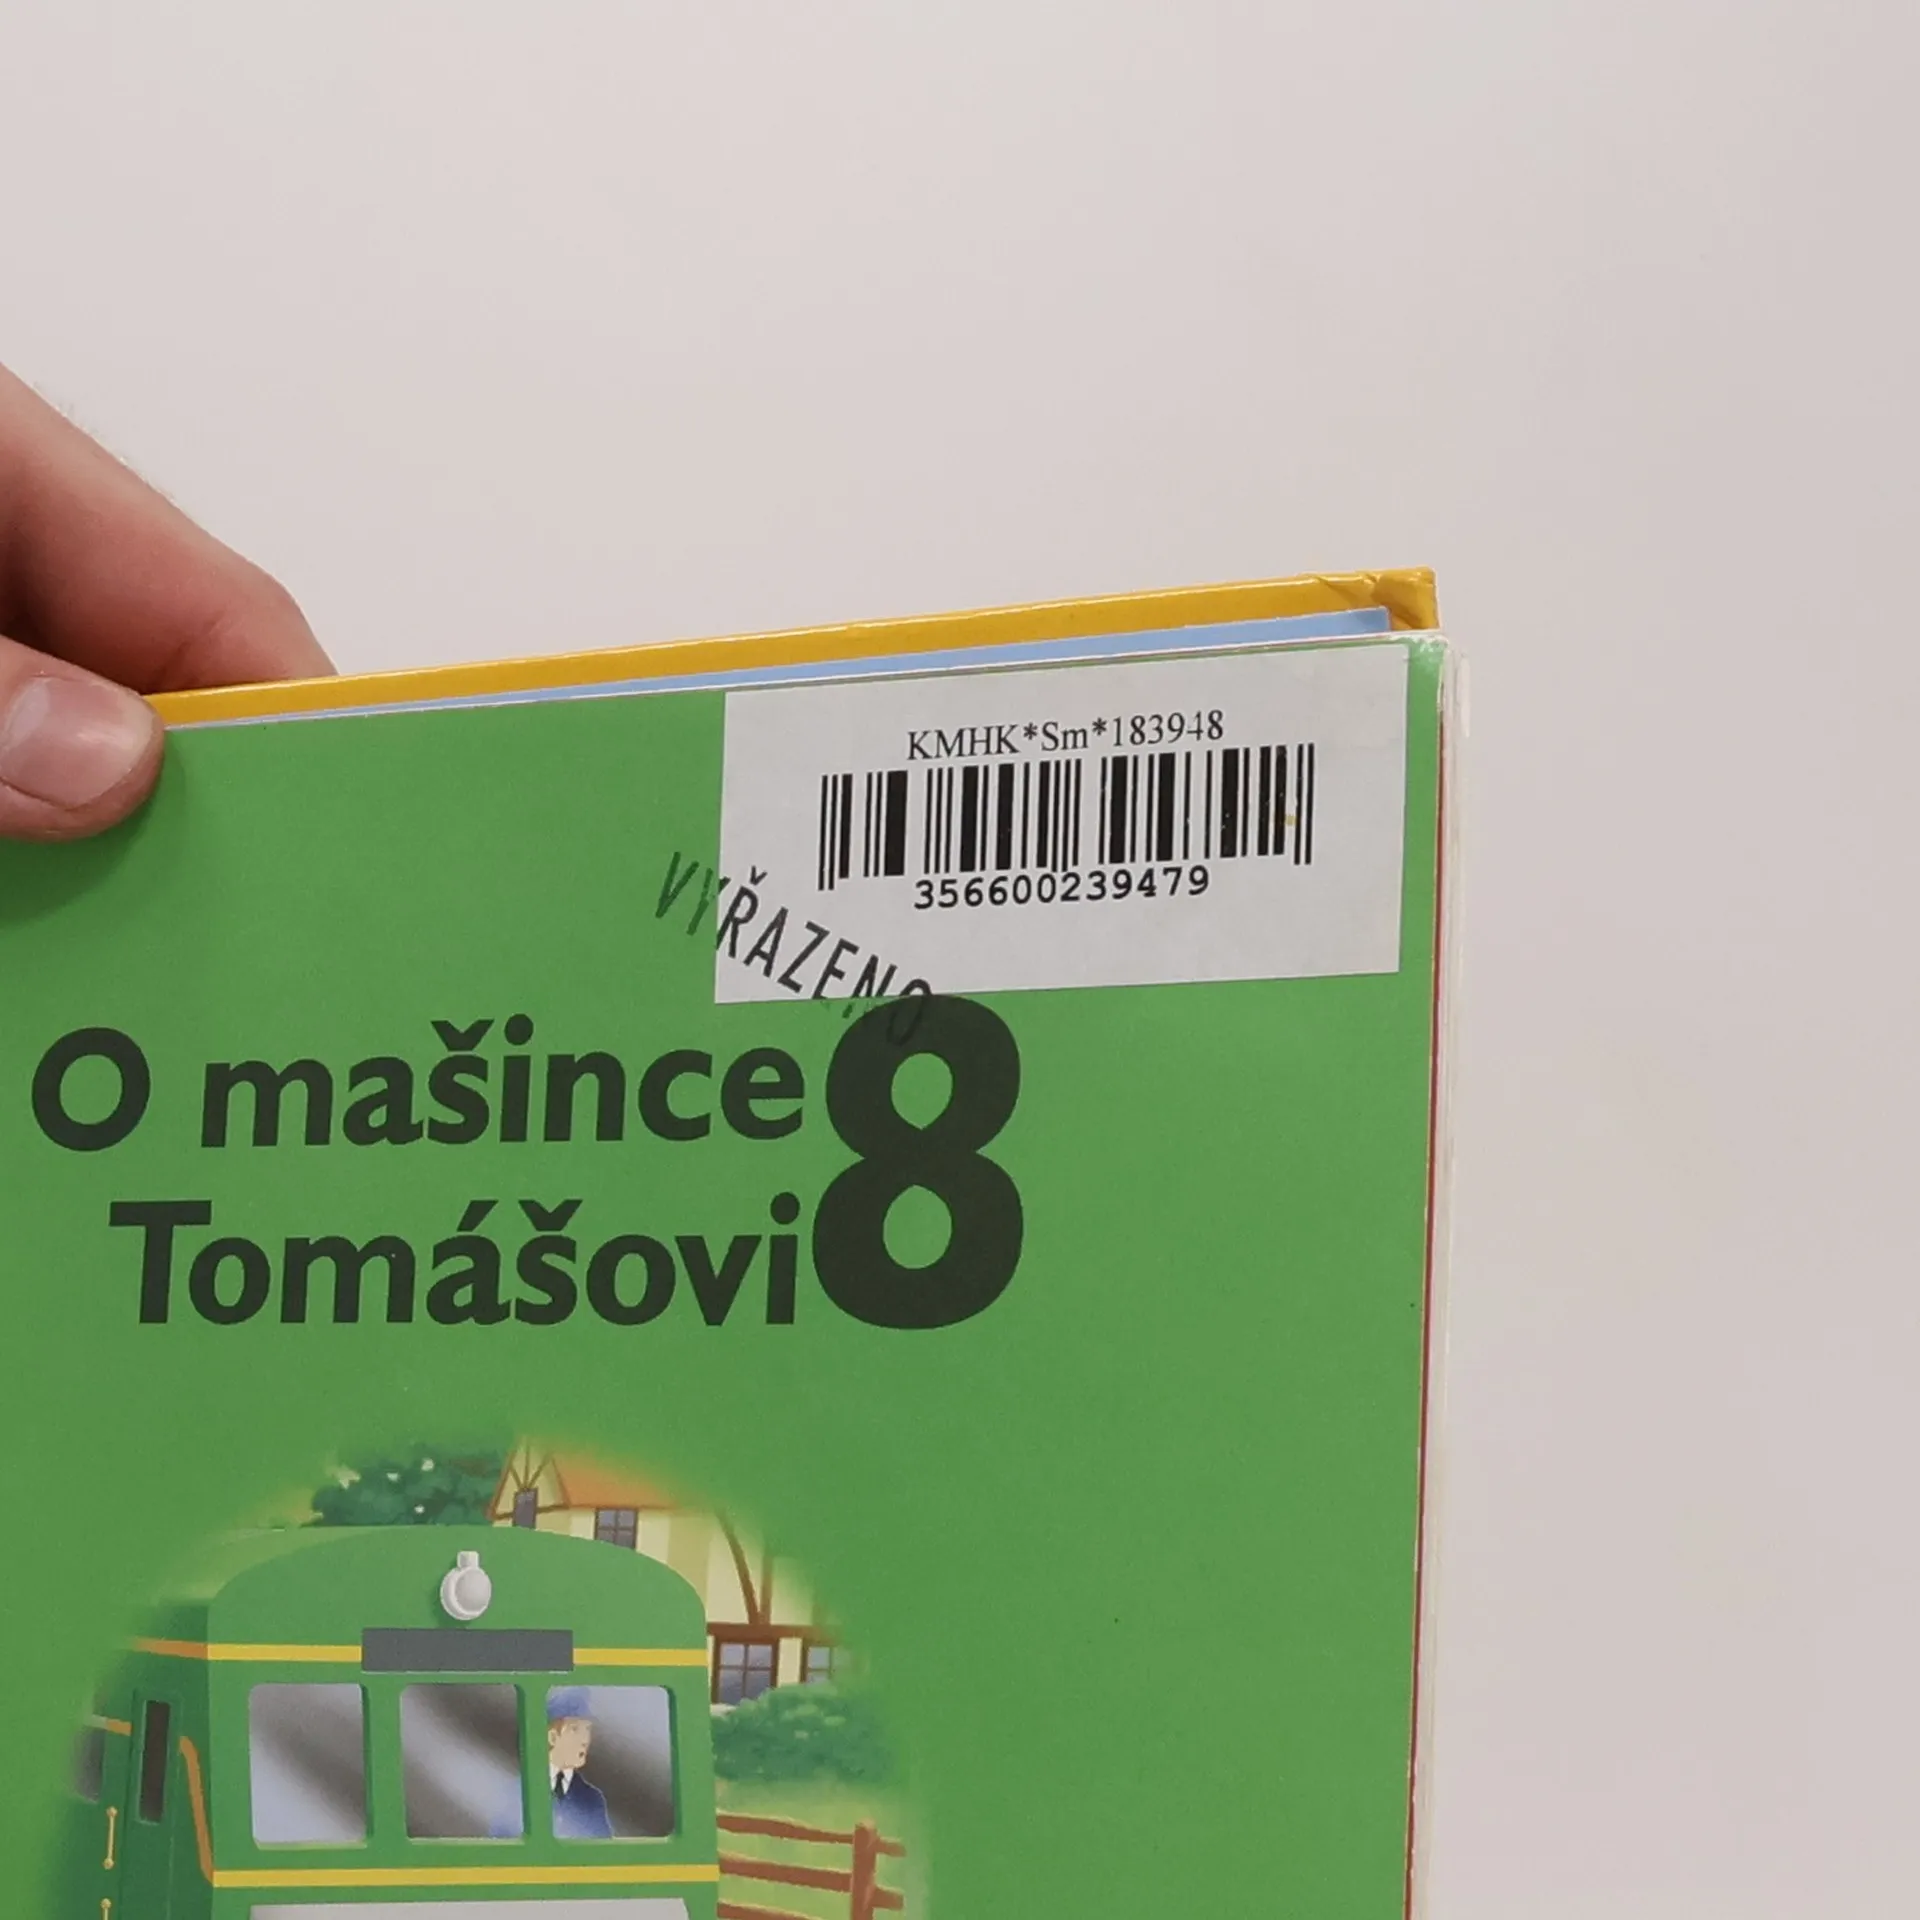 KMHK*Sm*183948
356600239479
VYŘAZENO
O mašince 8
Tomášovi